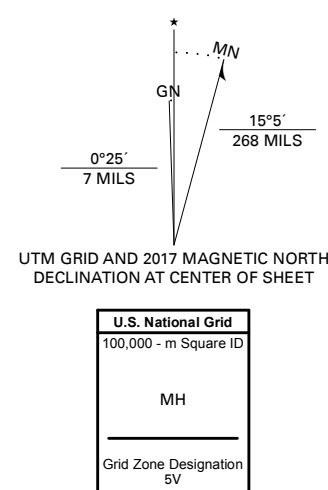 ★
MN
GN
15°5´
268 MILS
0°25´
7 MILS
UTM GRID AND 2017 MAGNETIC NORTH
DECLINATION AT CENTER OF SHEET
U.S. National Grid
100,000 - m Square ID
MH
Grid Zone Designation
5V